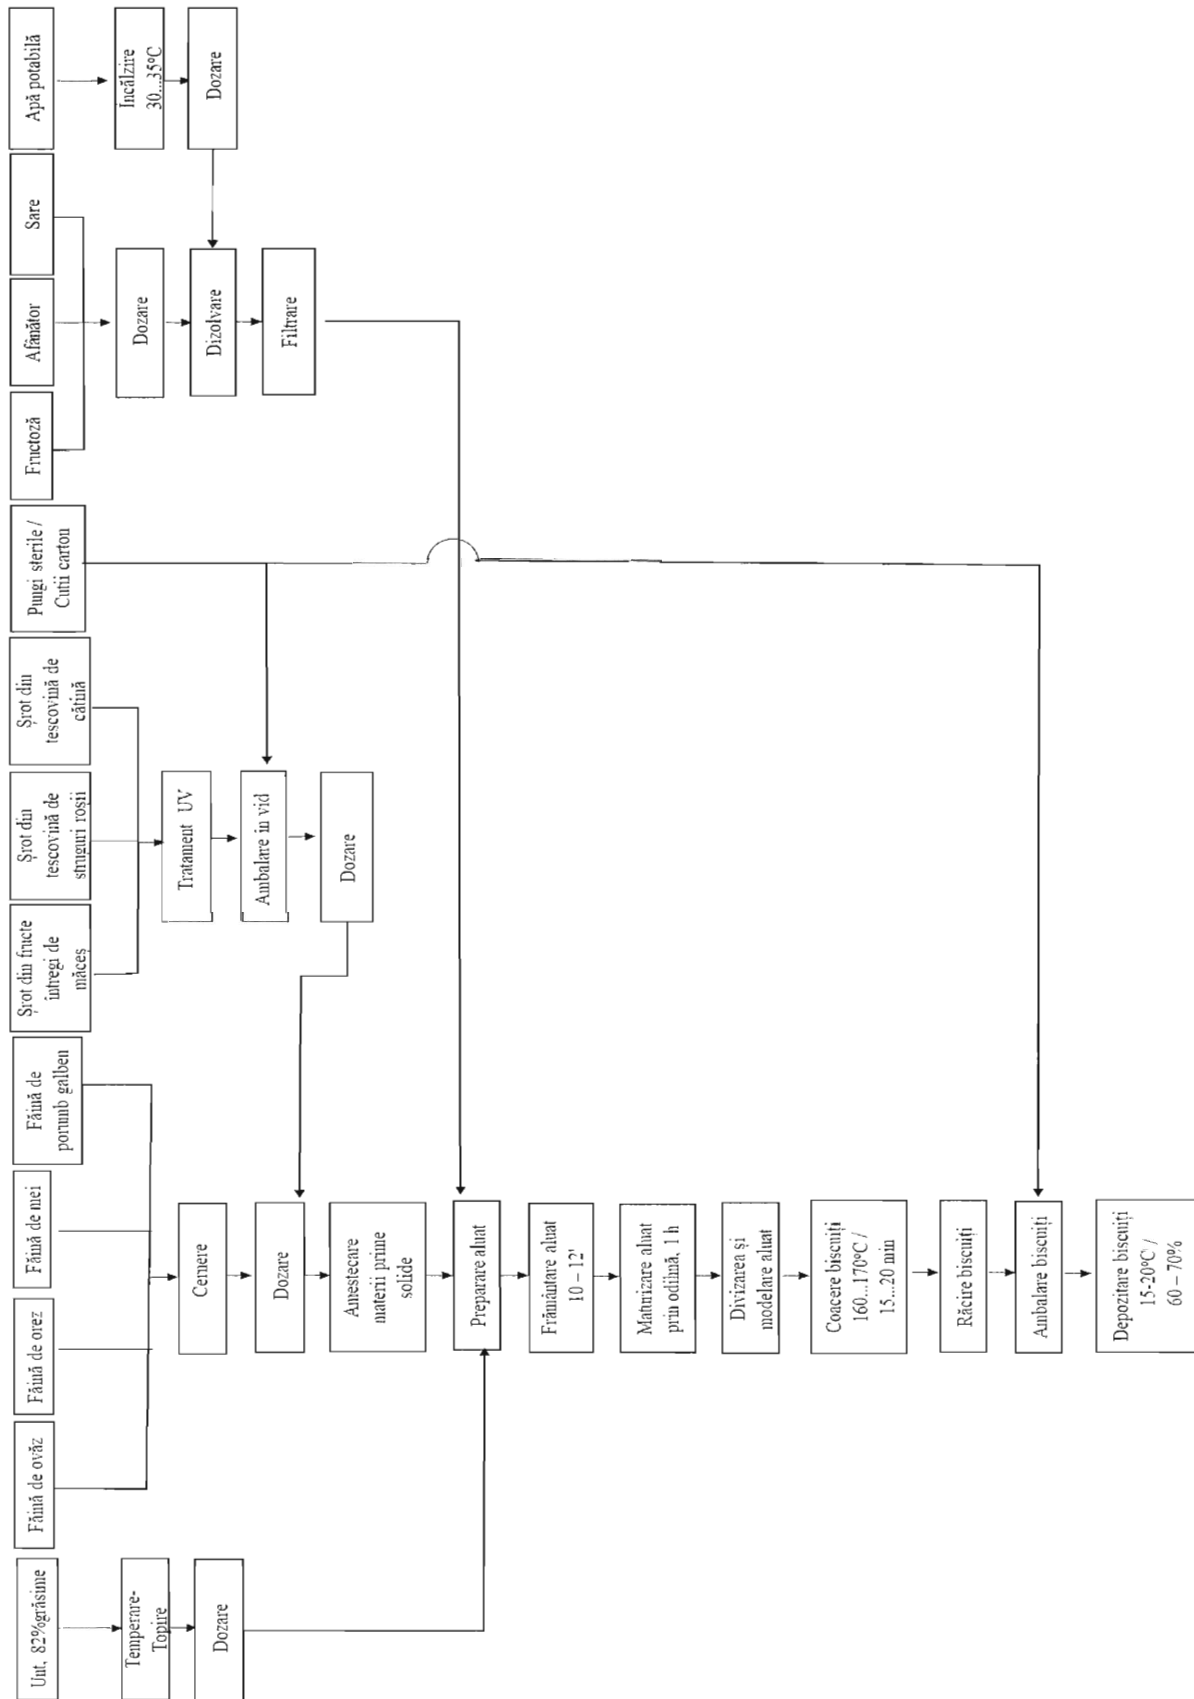 Unt, 82%grăsime
Făină de ovăz
Făină de orez
Făină de mei
Făină de
porumb galben
Șrot din fructe
întregi de
măceș
Șrot din
tescovină de
struguri roșii
Șrot din
tescovină de
cătină
Pungi sterile /
Cutii carton
Fructoză
Afânător
Sare
Apă potabilă
Temperare-
Topire
Dozare
Cernere
Dozare
Amestecare
materii prime
solide
Tratament UV
Ambalare in vid
Dozare
Dozare
Dizolvare
Filtrare
Încălzire
30...35ºC
Dozare
Preparare aluat
Frământare aluat
10 – 12'
Maturizare aluat
prin odihnă, 1 h
Divizarea și
modelare aluat
Coacere biscuiți
160...170ºC /
15...20 min
Răcire biscuiți
Ambalare biscuiți
Depozitare biscuiți
15-20ºC /
60 – 70%